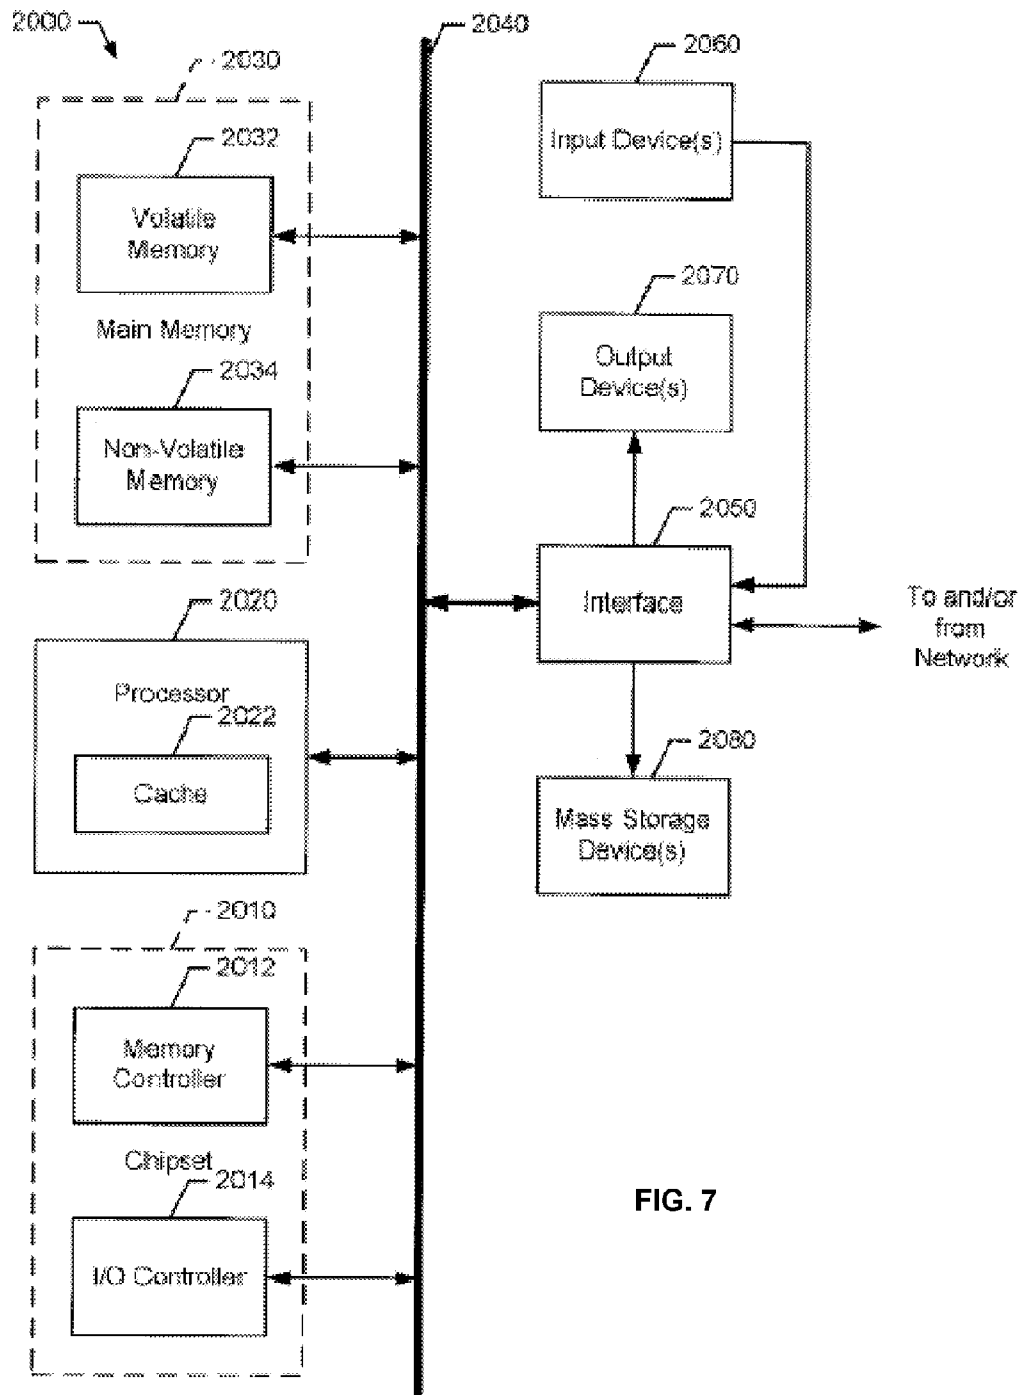 2000
2040
2060
2030
Input Device(s)
2032
Volatile
Memory
2070
Main Memory
Output
Device(s)
2034
Non-Volatile
Memory
2050
Interface
To and/or
from
Network
2020
Processor
2022
Cache
2080
Mass Storage
Device(s)
2010
2012
Memory
Controller
Chipset
2014
I/O Controller
FIG. 7